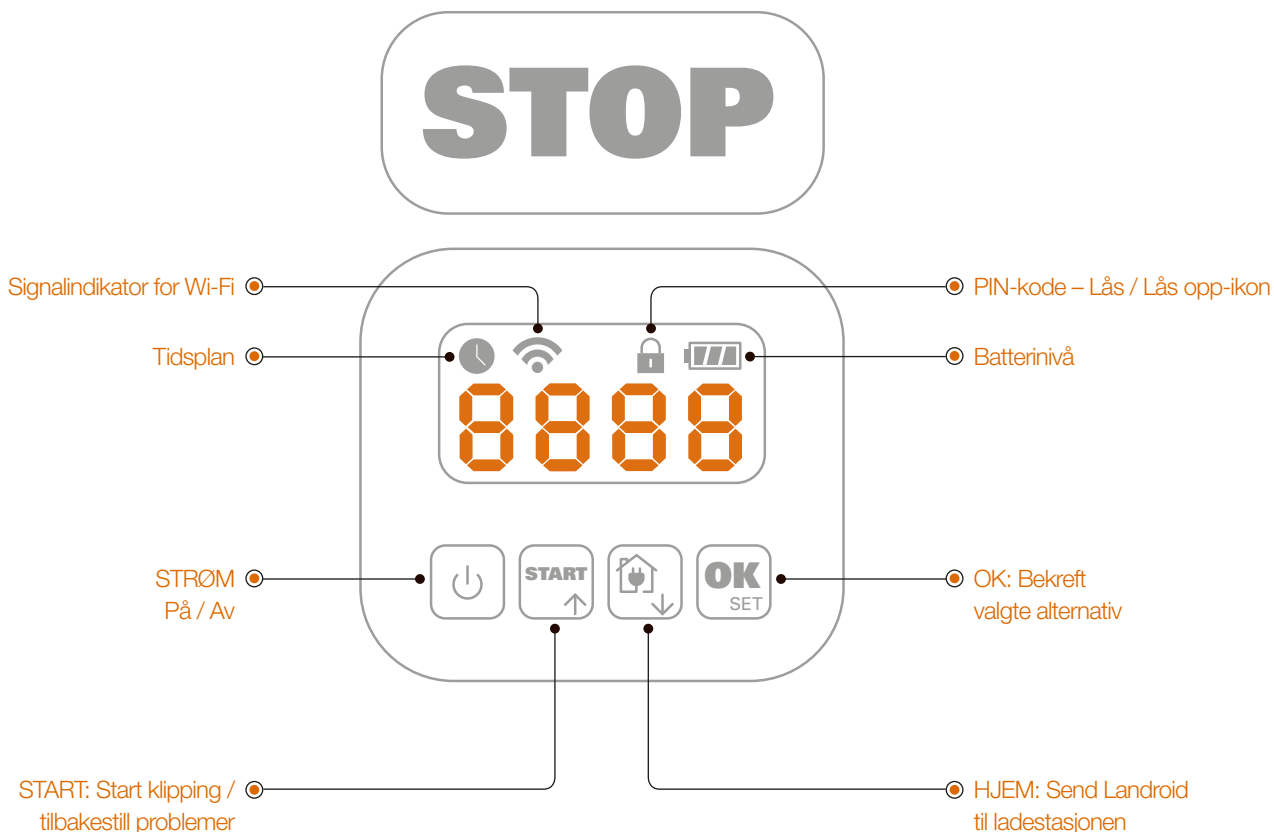 STOP
Signalindikator for Wi-Fi
PIN-kode – Lås / Lås opp-ikon
Tidsplan
Batterinivå
8888
STRØM
På / Av
START
OK
SET
OK: Bekreft
valgte alternativ
START: Start klipping /
tilbakestill problemer
HJEM: Send Landroid
til ladestasjonen